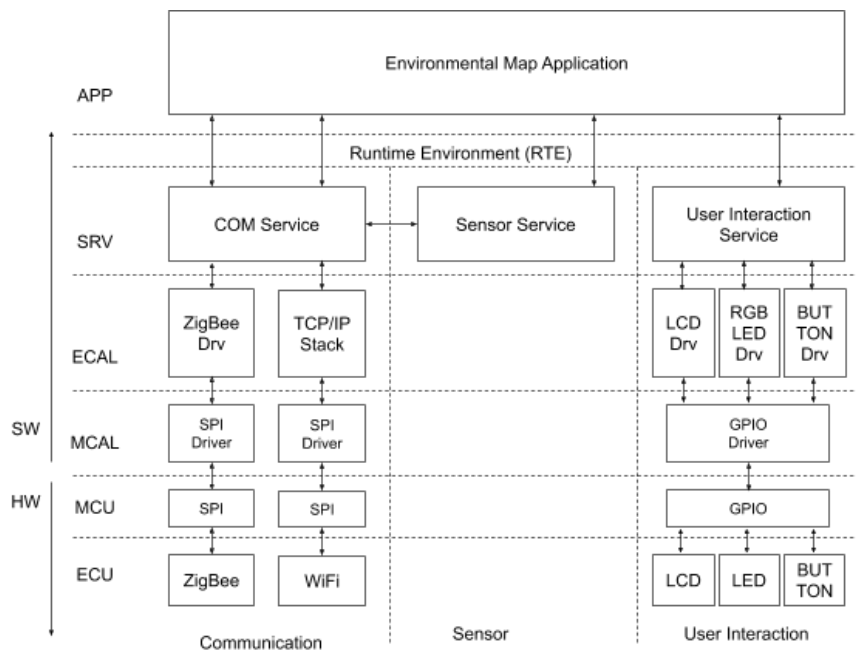 Environmental Map Application
APP
Runtime Environment (RTE)
COM Service
Sensor Service
User Interaction
Service
SRV
ZigBee
Drv
TCP/IP
Stack
LCD
Drv
RGB
LED
Drv
BUT
TON
Drv
ECAL
SW
SPI
Driver
SPI
Driver
GPIO
Driver
MCAL
HW
MCU
SPI
SPI
GPIO
ECU
ZigBee
WiFi
LCD
LED
BUT
TON
Communication
Sensor
User Interaction